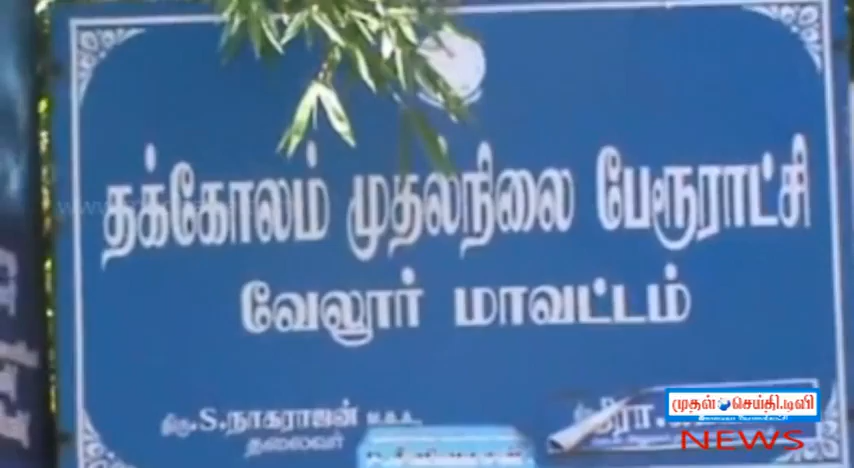 தக்கோலம் முதலநிலை பேரூராட்சி
வேலூர் மாவட்டம்
திரு.S.நாகராஜன்
தலைவர்
முதல் செய்தி.டிவி
NEWS